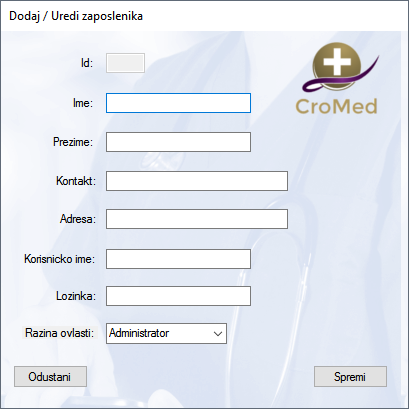 Dodaj / Uredi zaposlenika
Id:
CroMed
Ime:
Prezime:
Kontakt:
Adresa:
Korisnicko ime:
Lozinka:
Razina ovlasti: Administrator
Odustani Spremi